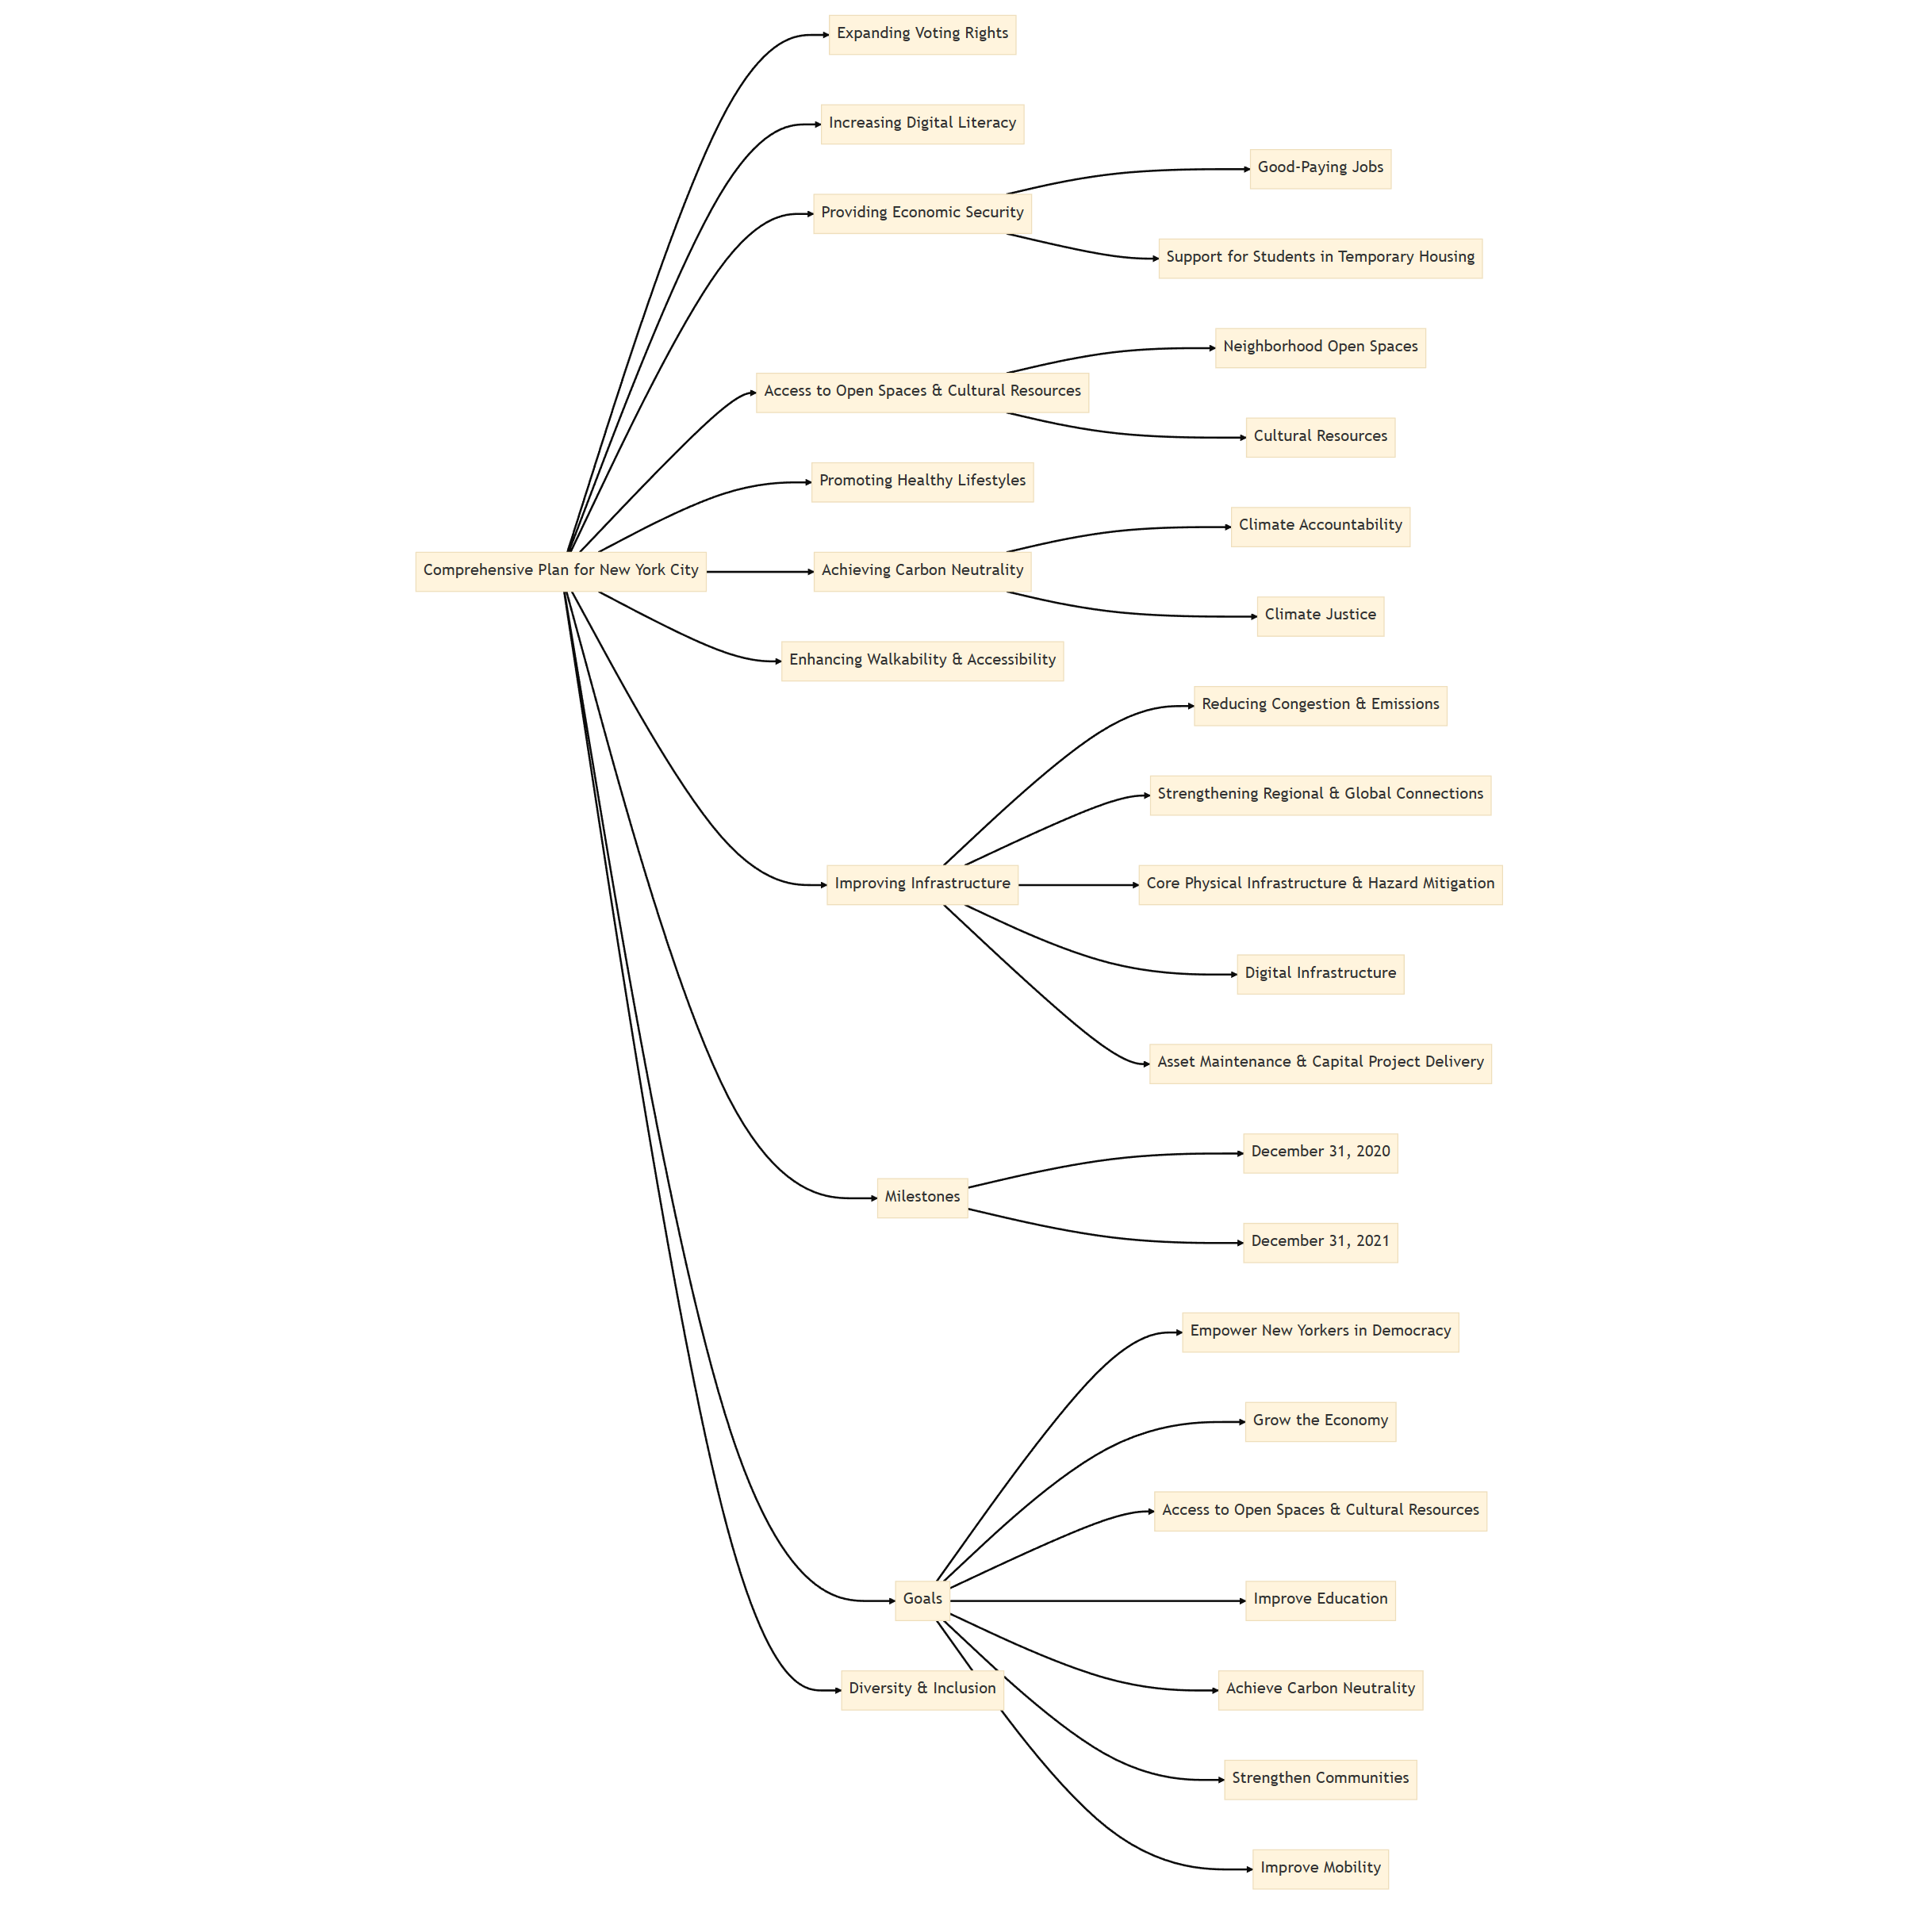 Expanding Voting Rights
Increasing Digital Literacy
Good-Paying Jobs
Providing Economic Security
Support for Students in Temporary Housing
Neighborhood Open Spaces
Access to Open Spaces & Cultural Resources
Cultural Resources
Promoting Healthy Lifestyles
Climate Accountability
Comprehensive Plan for New York City
Achieving Carbon Neutrality
Climate Justice
Enhancing Walkability & Accessibility
Reducing Congestion & Emissions
Strengthening Regional & Global Connections
Improving Infrastructure
Core Physical Infrastructure & Hazard Mitigation
Digital Infrastructure
Asset Maintenance & Capital Project Delivery
December 31, 2020
Milestones
December 31, 2021
Empower New Yorkers in Democracy
Grow the Economy
Access to Open Spaces & Cultural Resources
Goals
Improve Education
Diversity & Inclusion
Achieve Carbon Neutrality
Strengthen Communities
Improve Mobility